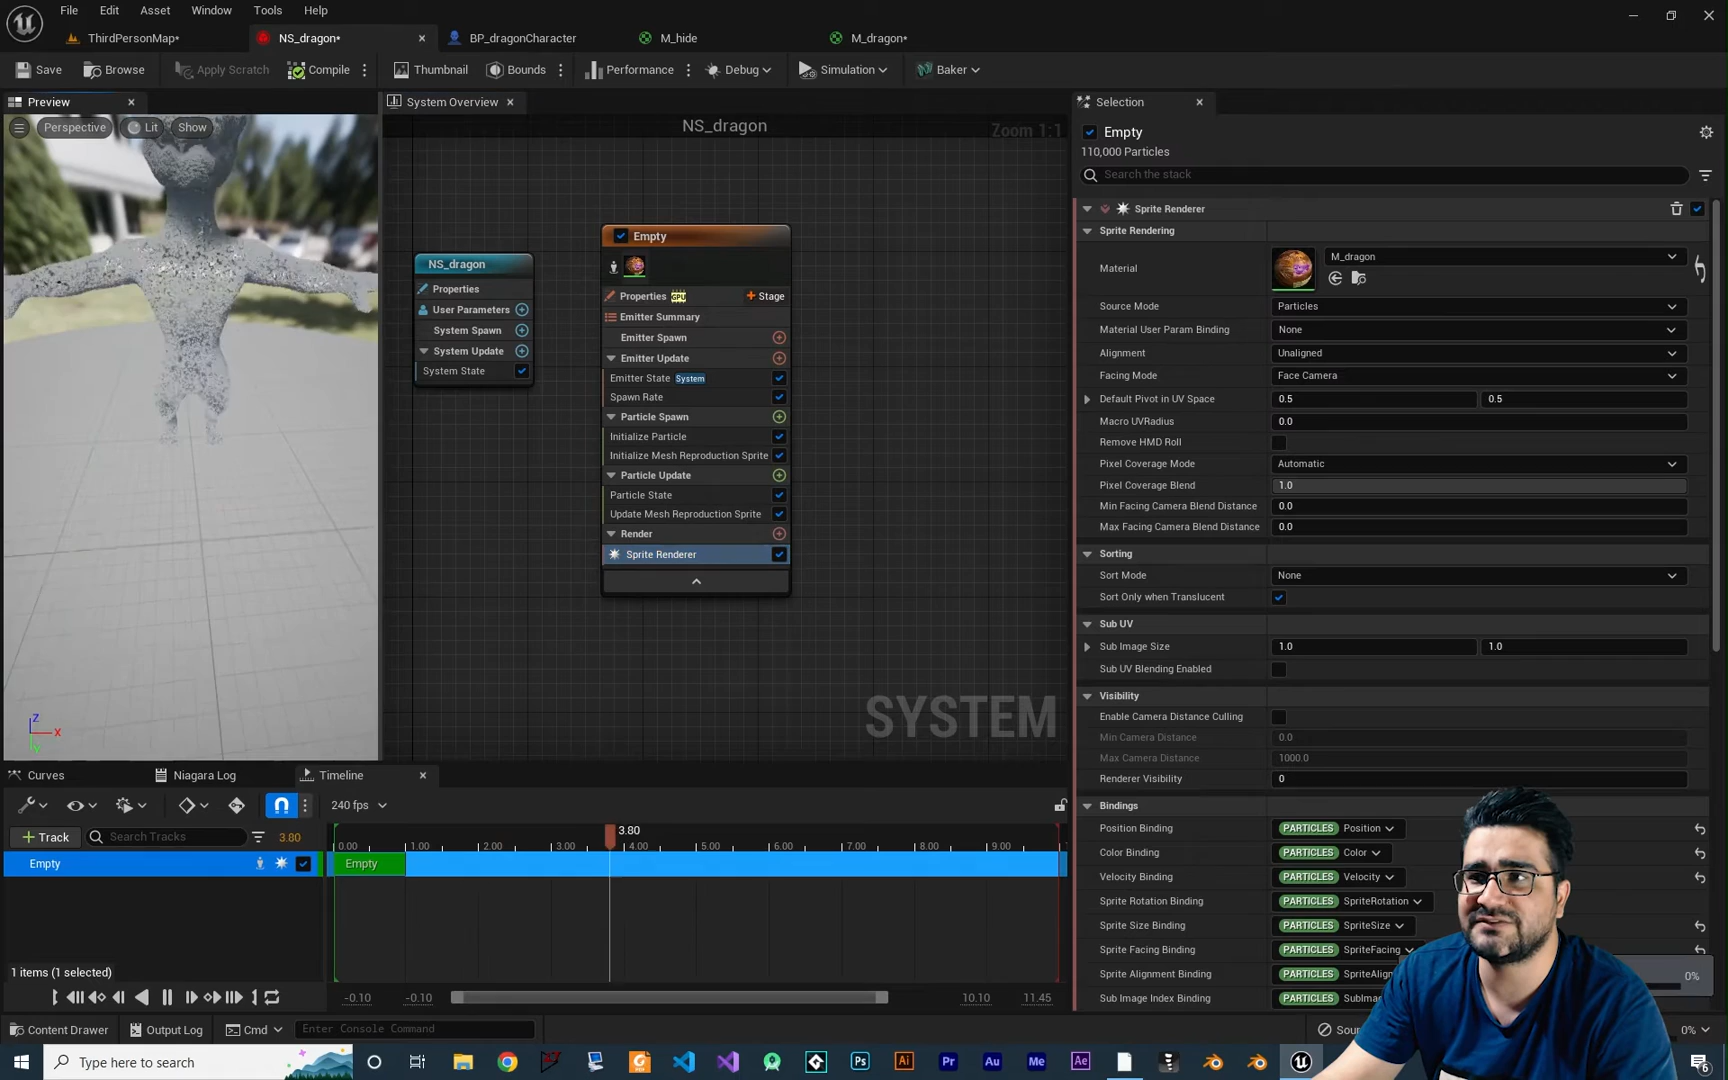 File Edit Asset Window Tools Help
ThirdPersonMap* NS_dragon* BP_dragonCharacter M_hide M_dragon*
Save Browse Apply Scratch Compile Thumbnail Bounds Performance Debug Simulation Baker
Preview System Overview Selection
Perspective Lit Show
NS_dragon
Zoom 1:1
Empty
110,000 Particles
Search the stack
NS_dragon
Properties
User Parameters
System Spawn
System Update
System State
Empty
Properties GPU Stage
Emitter Summary
Emitter Spawn
Emitter Update
Emitter State System
Spawn Rate
Particle Spawn
Initialize Particle
Initialize Mesh Reproduction Sprite
Particle Update
Particle State
Update Mesh Reproduction Sprite
Render
Sprite Renderer
SYSTEM
Z
X
Y
Sprite Renderer
Sprite Rendering
Material M_dragon
Source Mode Particles
Material User Param Binding None
Alignment Unaligned
Facing Mode Face Camera
Default Pivot in UV Space 0.5 0.5
Macro UVRadius 0.0
Remove HMD Roll
Pixel Coverage Mode Automatic
Pixel Coverage Blend 1.0
Min Facing Camera Blend Distance 0.0
Max Facing Camera Blend Distance 0.0
Sorting
Sort Mode None
Sort Only when Translucent
Sub UV
Sub Image Size 1.0 1.0
Sub UV Blending Enabled
Visibility
Enable Camera Distance Culling
Min Camera Distance 0.0
Max Camera Distance 1000.0
Renderer Visibility 0
Bindings
Position Binding PARTICLES Position
Color Binding PARTICLES Color
Velocity Binding PARTICLES Velocity
Sprite Rotation Binding PARTICLES SpriteRotation
Sprite Size Binding PARTICLES SpriteSize
Sprite Facing Binding PARTICLES SpriteFacing
Sprite Alignment Binding PARTICLES
Sub Image Index Binding PARTICLES
0%
Curves Niagara Log Timeline
240 fps
Track Search Tracks 3.80
3.80
0.00 1.00 2.00 3.00 4.00 5.00 6.00 7.00 8.00 9.00
Empty Empty
1 items (1 selected)
-0.10 -0.10 10.10 11.45
Content Drawer Output Log Cmd Enter Console Command 0%
Type here to search
Ps Ai Pr Au Me Ae
6